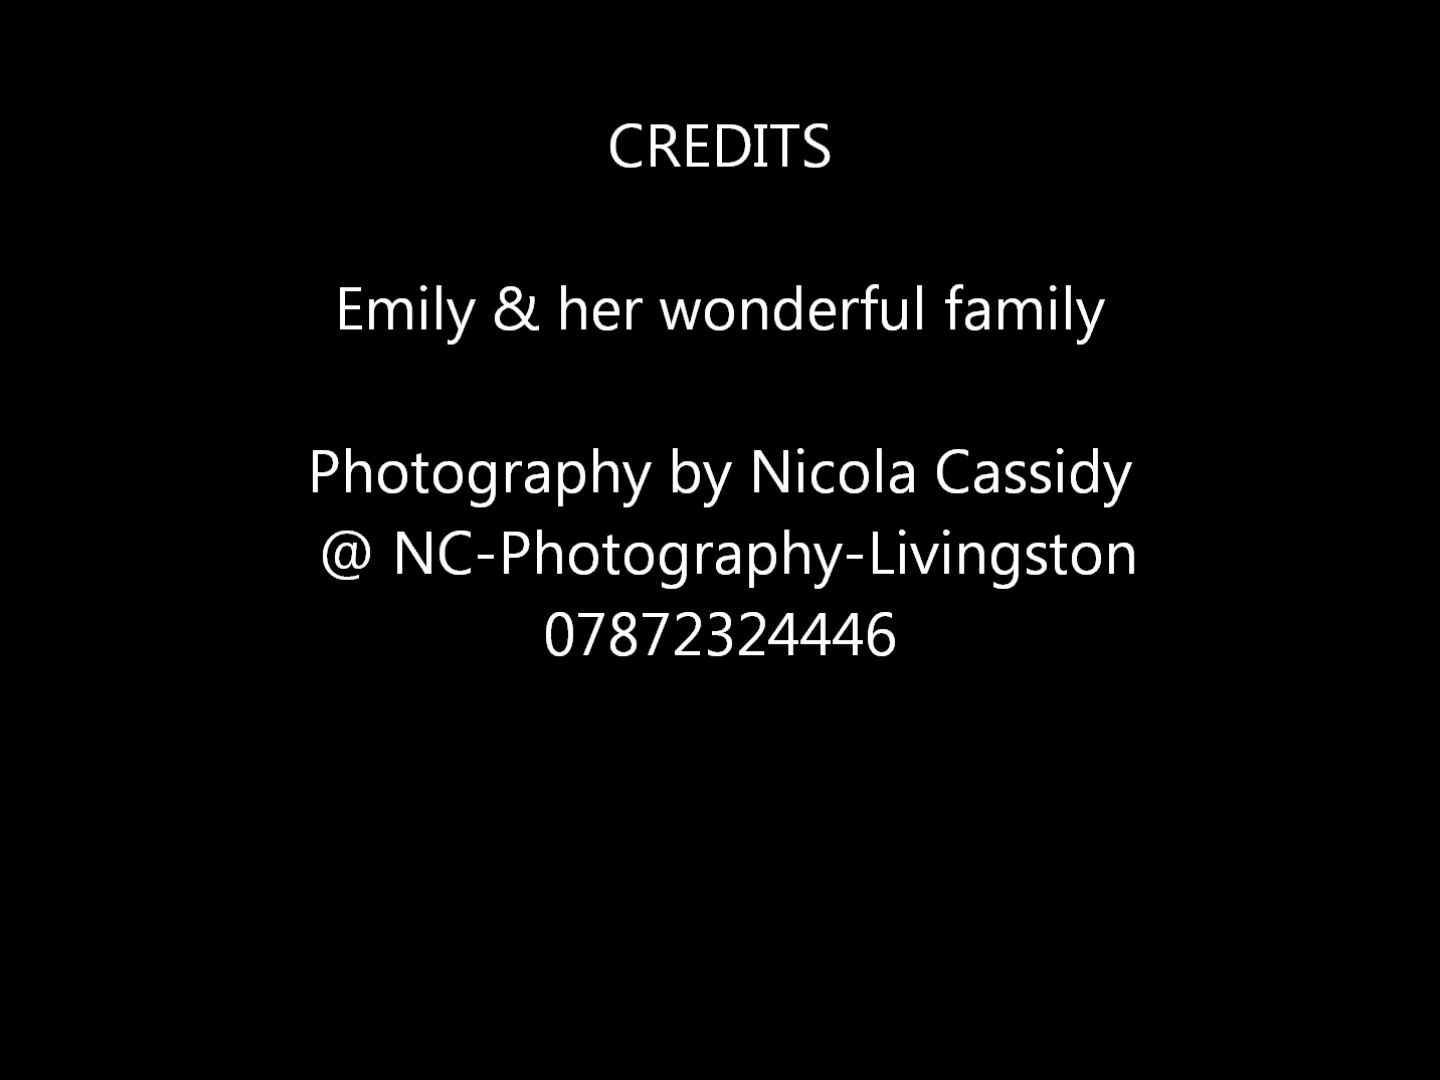 CREDITS
Emily & her wonderful family
Photography by Nicola Cassidy
@ NC-Photography-Livingston
07872324446